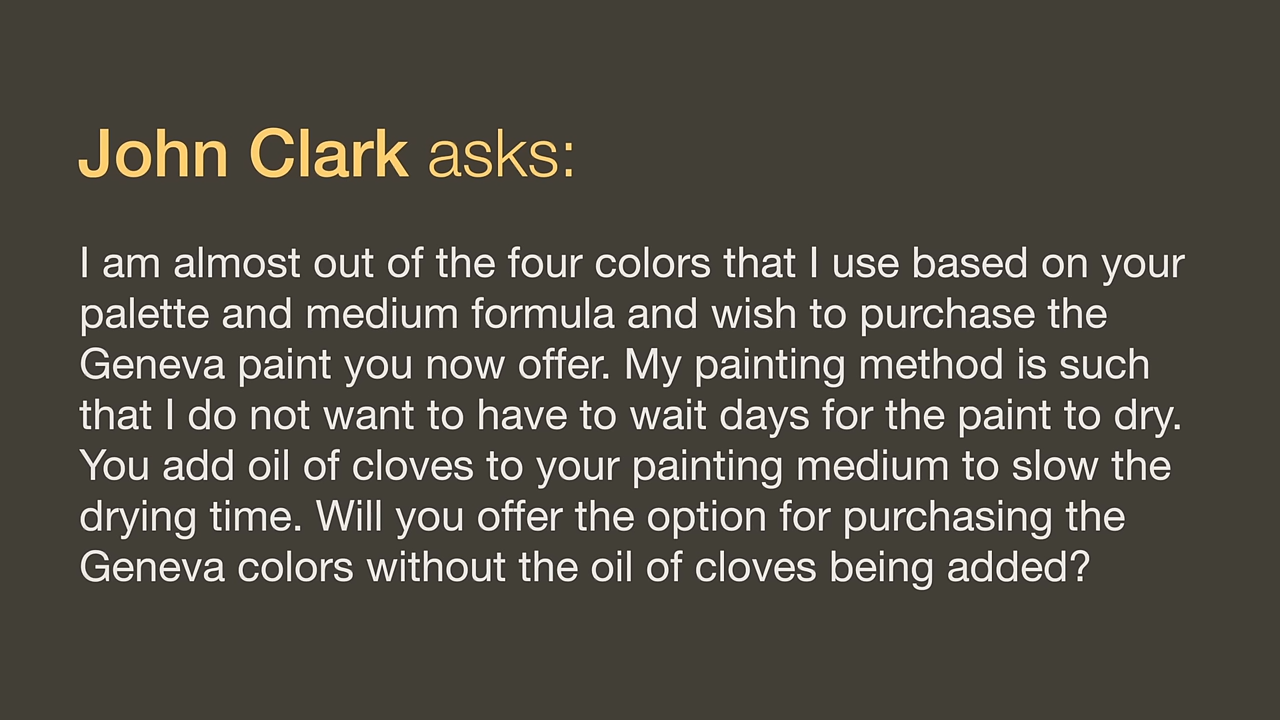 John Clark asks:
I am almost out of the four colors that I use based on your
palette and medium formula and wish to purchase the
Geneva paint you now offer. My painting method is such
that I do not want to have to wait days for the paint to dry.
You add oil of cloves to your painting medium to slow the
drying time. Will you offer the option for purchasing the
Geneva colors without the oil of cloves being added?